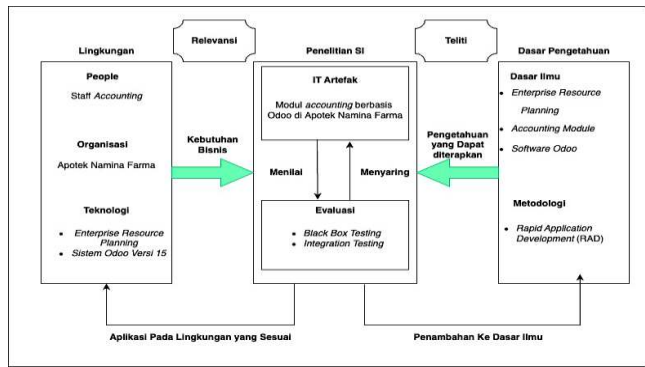 Lingkungan
Relevansi
Penelitian SI
Teliti
Dasar Pengetahuan
People
Staff Accounting
Organisasi
Apotek Namina Farma
Teknologi
• Enterprise Resource
Planning
• Sistem Odoo Versi 15
Kebutuhan
Bisnis
IT Artefak
Modul accounting berbasis
Odoo di Apotek Namina Farma
Menilai
Menyaring
Evaluasi
• Black Box Testing
• Integration Testing
Pengetahuan
yang Dapat
diterapkan
Dasar Ilmu
• Enterprise Resource
Planning
• Accounting Module
• Software Odoo
Metodologi
• Rapid Application
Development (RAD)
Aplikasi Pada Lingkungan yang Sesuai
Penambahan Ke Dasar Ilmu